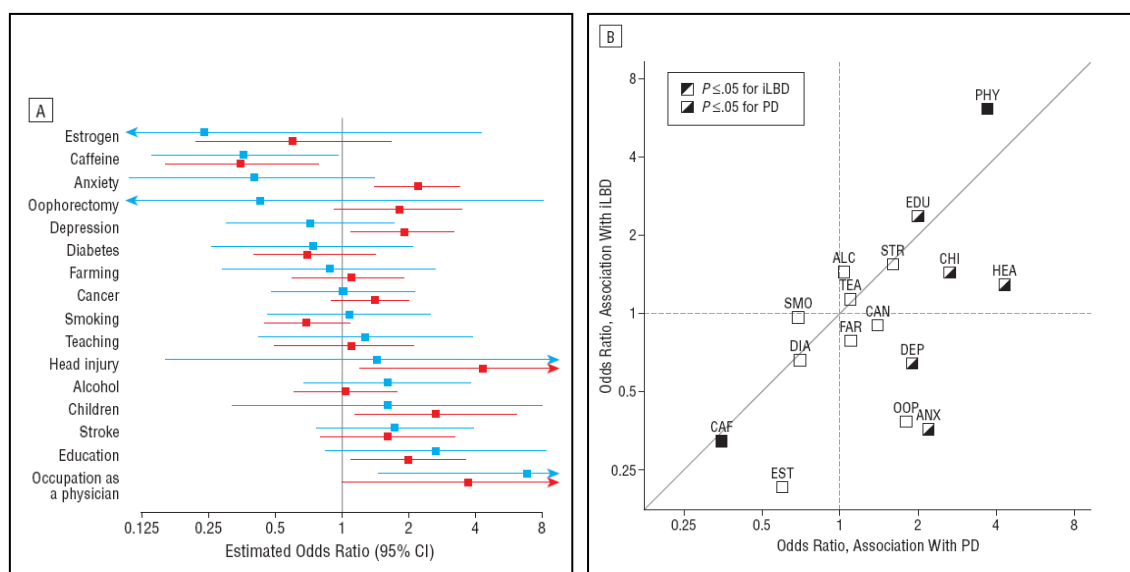 A
Estrogen
Caffeine
Anxiety
Oophorectomy
Depression
Diabetes
Farming
Cancer
Smoking
Teaching
Head injury
Alcohol
Children
Stroke
Education
Occupation as
a physician
0.125 0.25 0.5 1 2 4 8
Estimated Odds Ratio (95% CI)
B
P ≤.05 for iLBD
P ≤.05 for PD
Odds Ratio, Association With iLBD
8
4
2
1
0.5
0.25
PHY
EDU
ALC
STR
CHI
HEA
TEA
SMO
CAN
FAR
DIA
DEP
OOP
ANX
CAF
EST
0.25 0.5 1 2 4 8
Odds Ratio, Association With PD